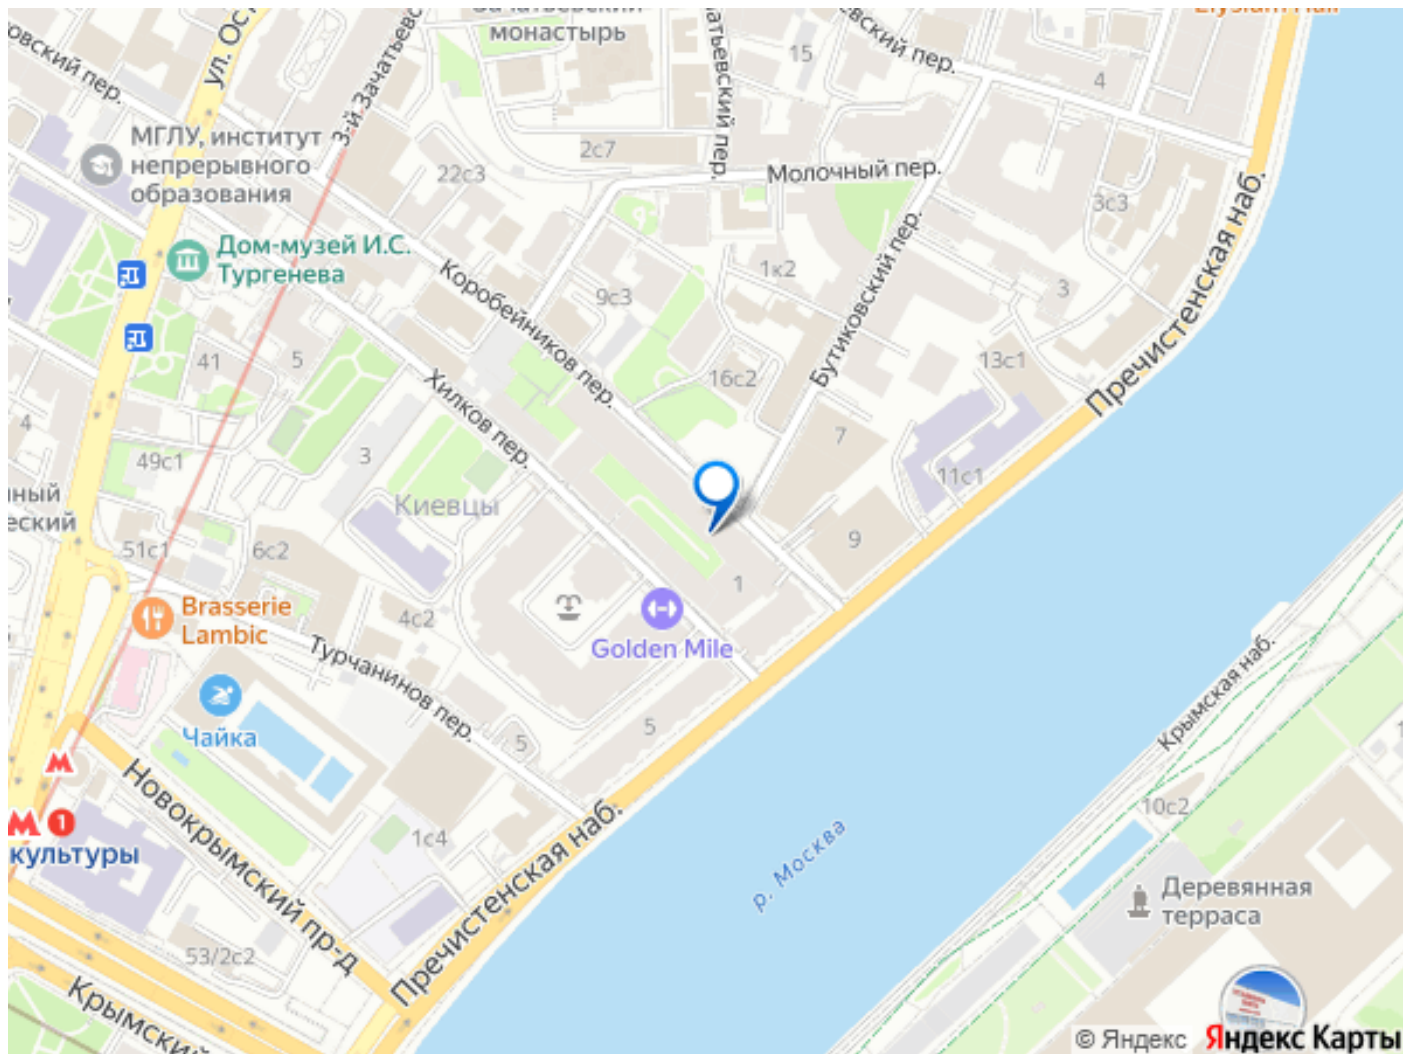 монастырь
15
4
ул.
МГЛУ, институт
непрерывного
образования
22с3
2с7
Молочный пер.
3с3
Дом-музей И.С.
Тургенева
Коробейников пер.
9с3
1к2
3
Бутиковский пер.
Пречистенская наб.
41
5
Хилков пер.
16с2
13с1
4
49с1
3
7
11с1
Киевцы
51с1
6с2
9
Brasserie
Lambic
4с2
1
Golden Mile
Турчанинов пер.
Крымская наб.
Чайка
5
5
Новокрымский пр-д
1с4
10с2
М
М 1
культуры
р. Москва
Пречистенская наб.
Деревянная
терраса
53/2с2
© Яндекс Яндекс Карты